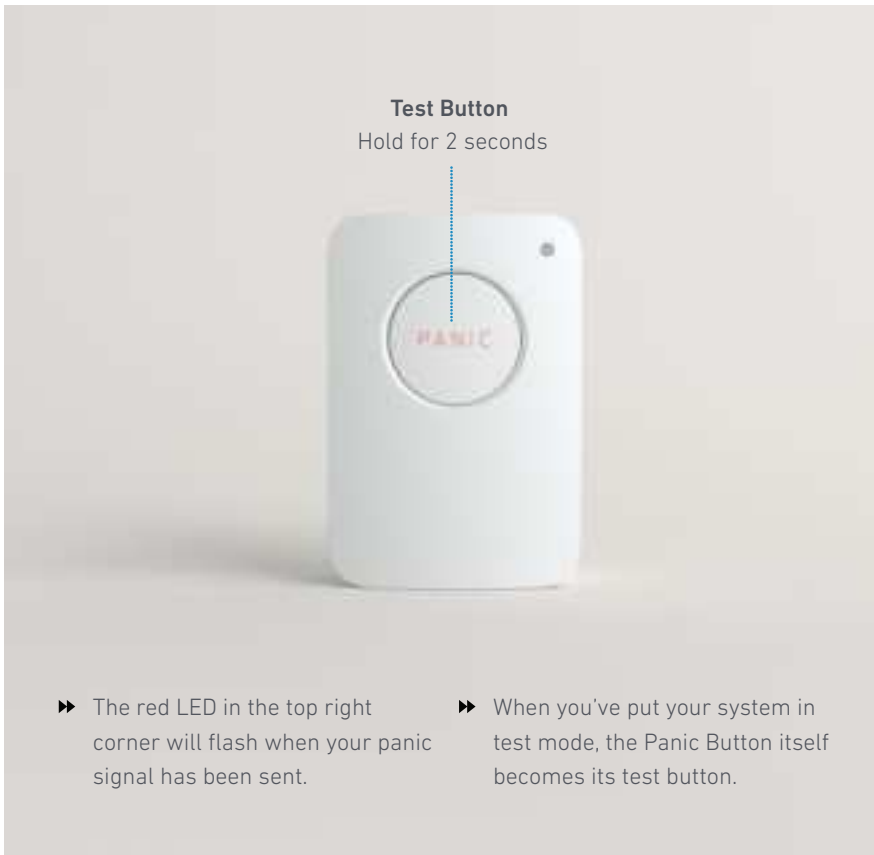 Test Button
Hold for 2 seconds
PANIC
The red LED in the top right
corner will flash when your panic
signal has been sent.
When you’ve put your system in
test mode, the Panic Button itself
becomes its test button.